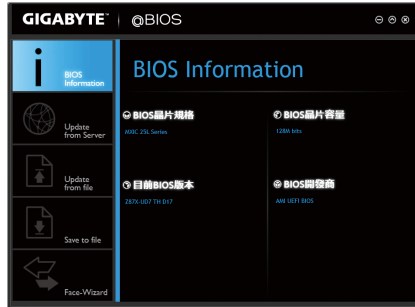 GIGABYTE™ @BIOS
BIOS
Information
Update
from Server
Update
from file
Save to file
Face-Wizard
BIOS Information
BIOS晶片規格
MXIC 25L Series
BIOS晶片容量
128M bits
目前BIOS版本
Z87X-UD7 TH D17
BIOS開發商
AMI UEFI BIOS